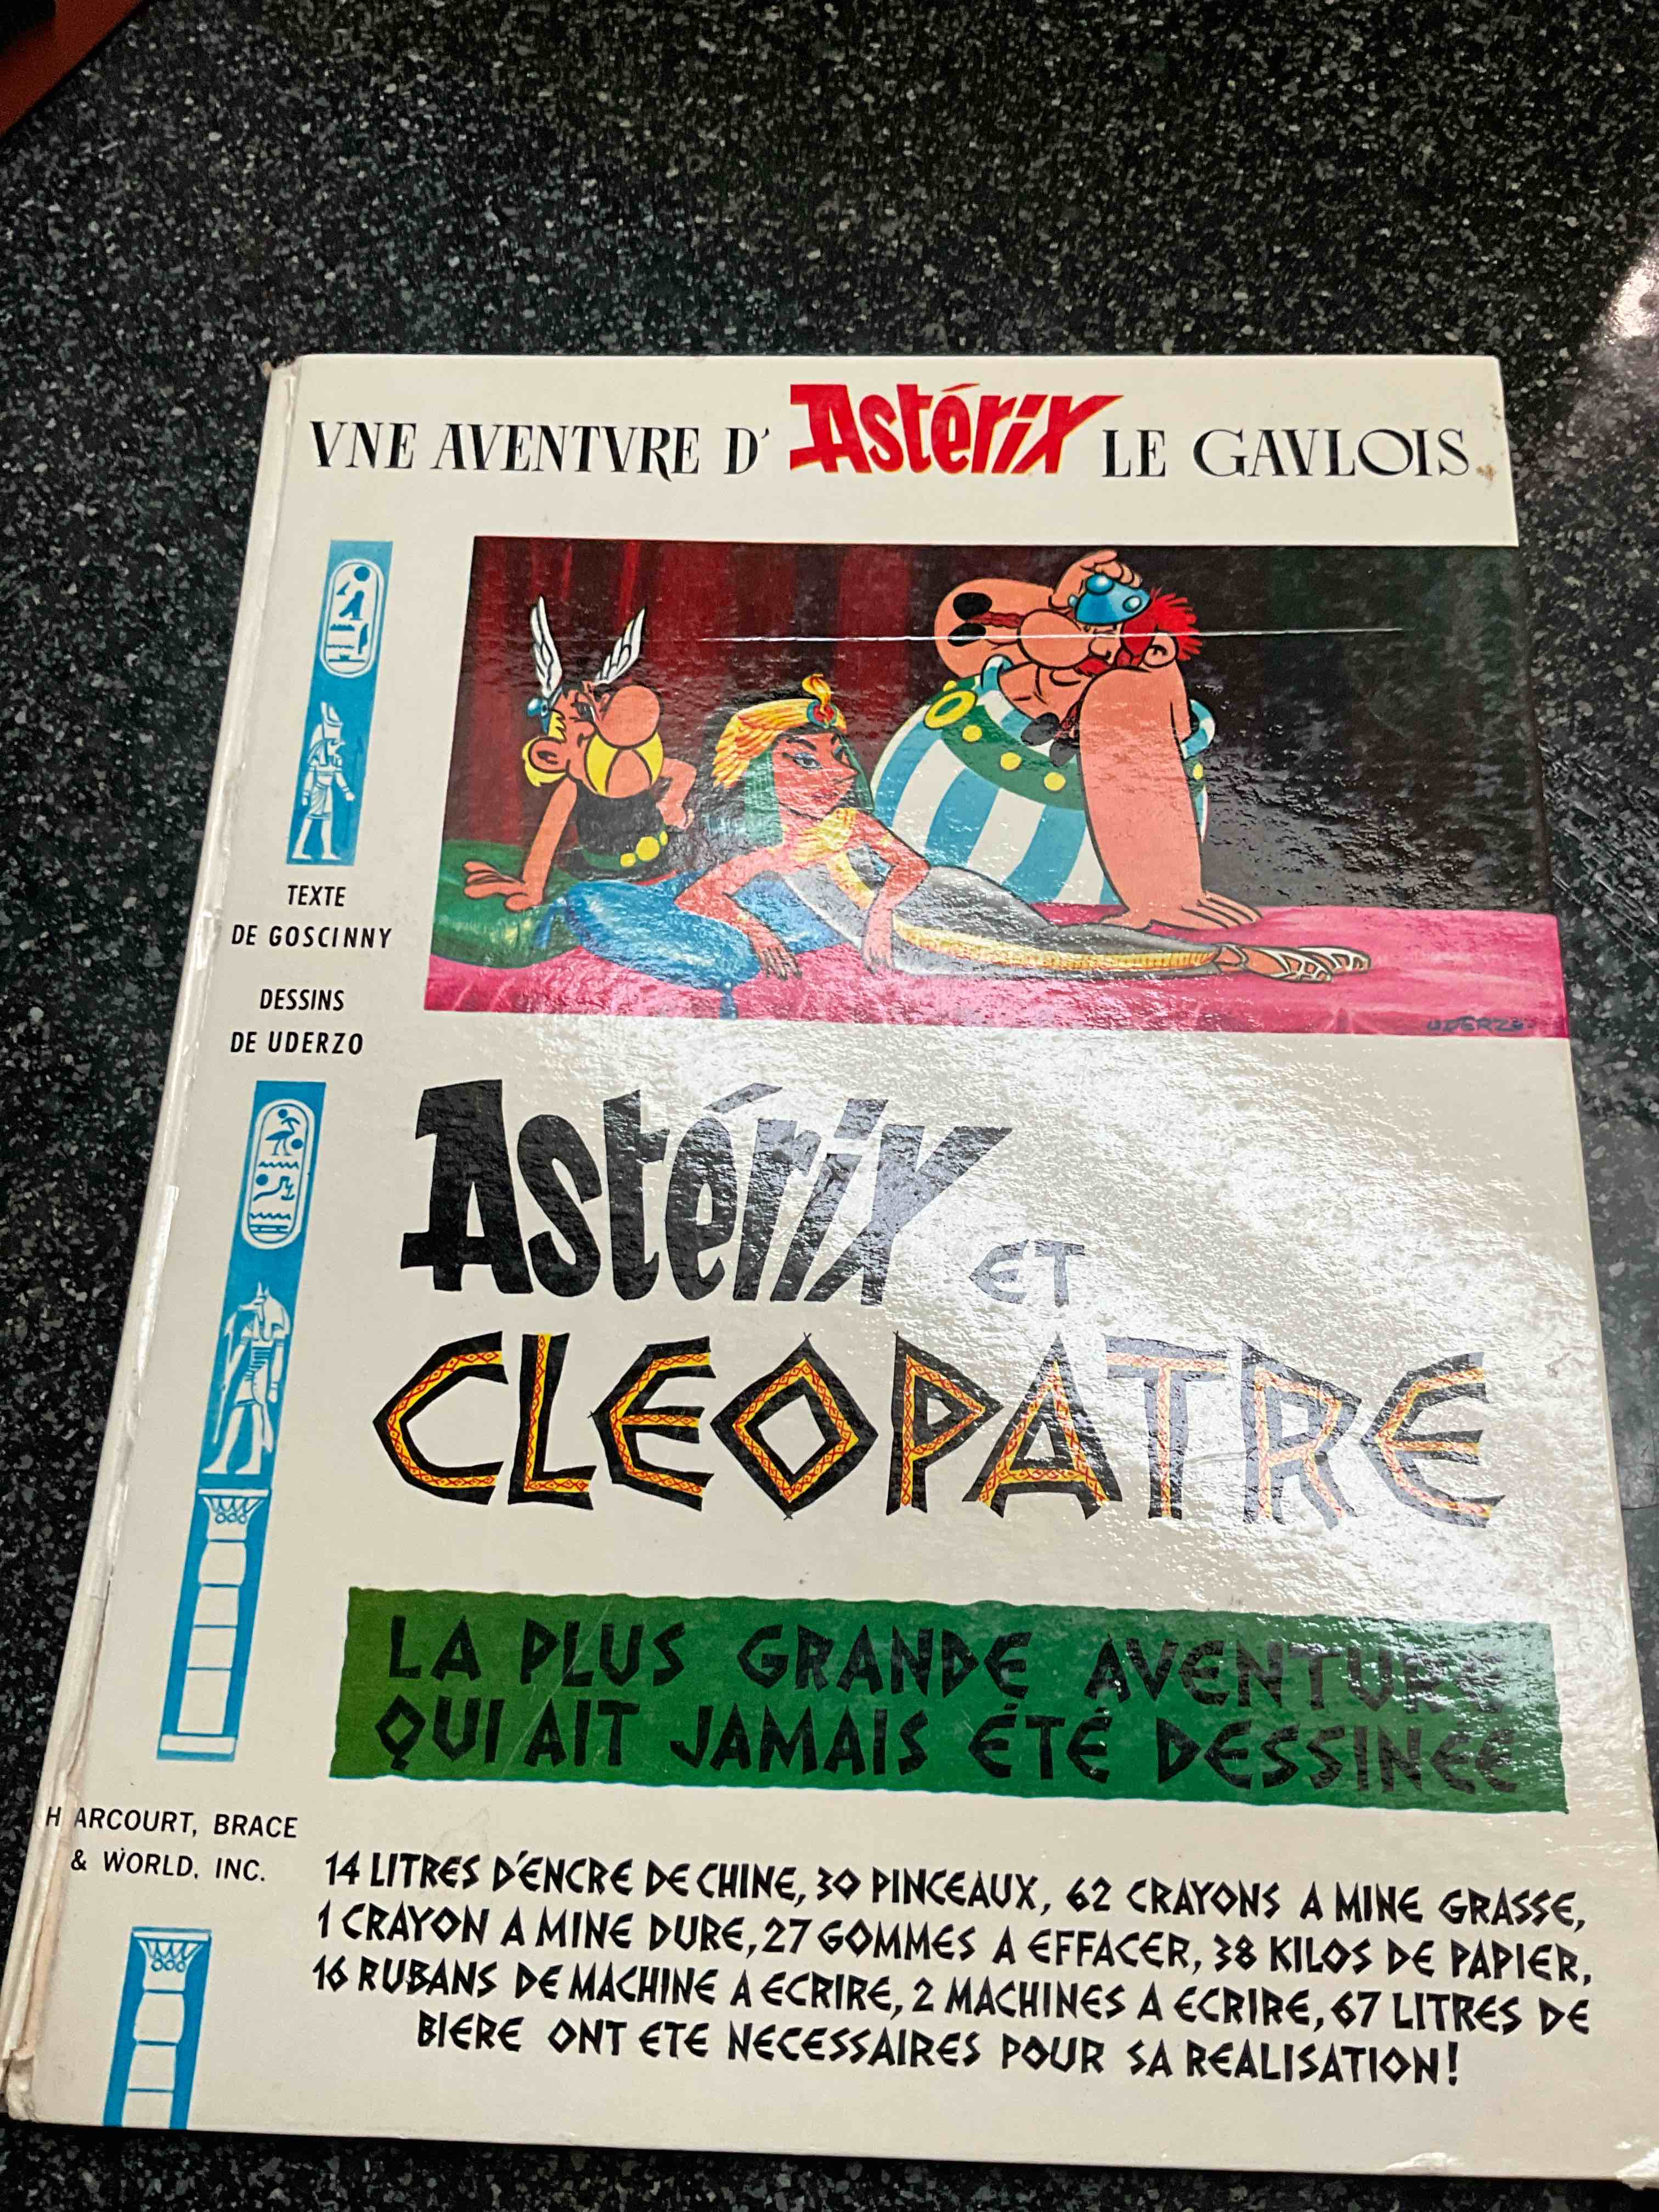 VNE AVENTVRE D' Astérix LE GAVLOIS
TEXTE
DE GOSCINNY
DESSINS
DE UDERZO
UDERZO
Astérix ET
CLEOPATRE
LA PLUS GRANDE AVENTURE
QUI AIT JAMAIS ÉTÉ DESSINEE
HARCOURT, BRACE
& WORLD, INC.
14 LITRES D'ENCRE DE CHINE, 30 PINCEAUX, 62 CRAYONS A MINE GRASSE,
1 CRAYON A MINE DURE, 27 GOMMES A EFFACER, 38 KILOS DE PAPIER,
16 RUBANS DE MACHINE A ECRIRE, 2 MACHINES A ECRIRE, 67 LITRES DE
BIERE ONT ETE NECESSAIRES POUR SA REALISATION!